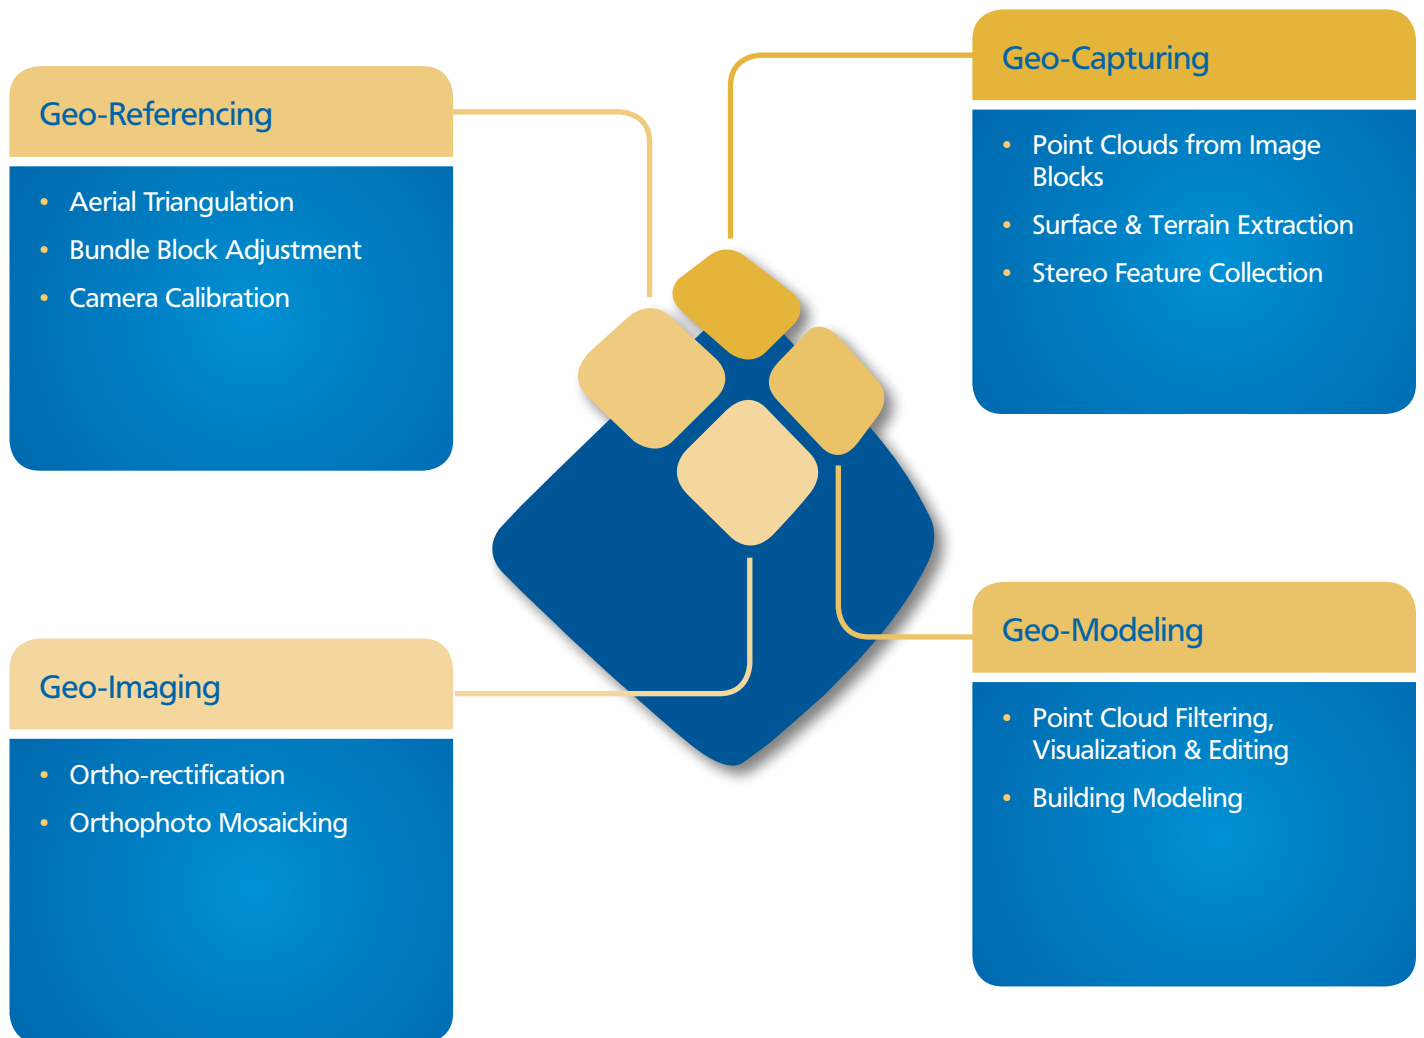 Geo-Referencing
• Aerial Triangulation
• Bundle Block Adjustment
• Camera Calibration
Geo-Capturing
• Point Clouds from Image
Blocks
• Surface & Terrain Extraction
• Stereo Feature Collection
Geo-Imaging
• Ortho-rectification
• Orthophoto Mosaicking
Geo-Modeling
• Point Cloud Filtering,
Visualization & Editing
• Building Modeling